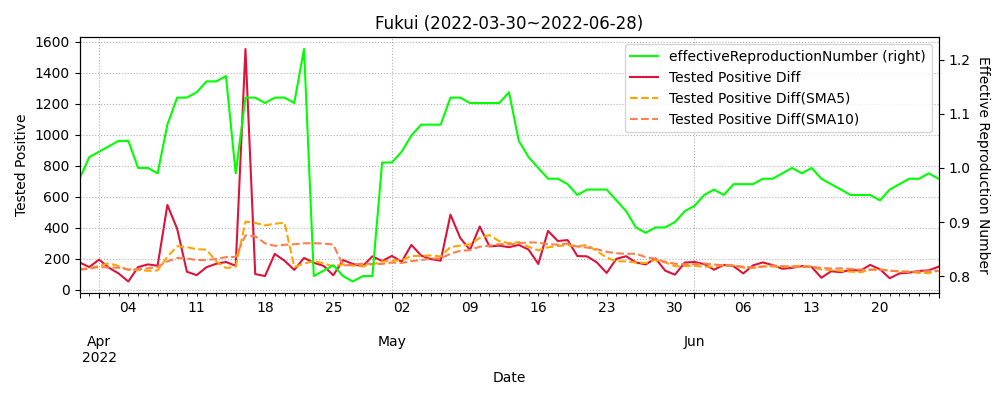 Fukui (2022-03-30~2022-06-28)
effectiveReproductionNumber (right)
Tested Positive Diff
Tested Positive Diff(SMA5)
Tested Positive Diff(SMA10)
Tested Positive
1600
1400
1200
1000
800
600
400
200
0
1.2
1.1
1.0
0.9
0.8
Effective Reproduction Number
04 11 18 25 02 09 16 23 30 06 13 20
Apr May Jun
2022
Date